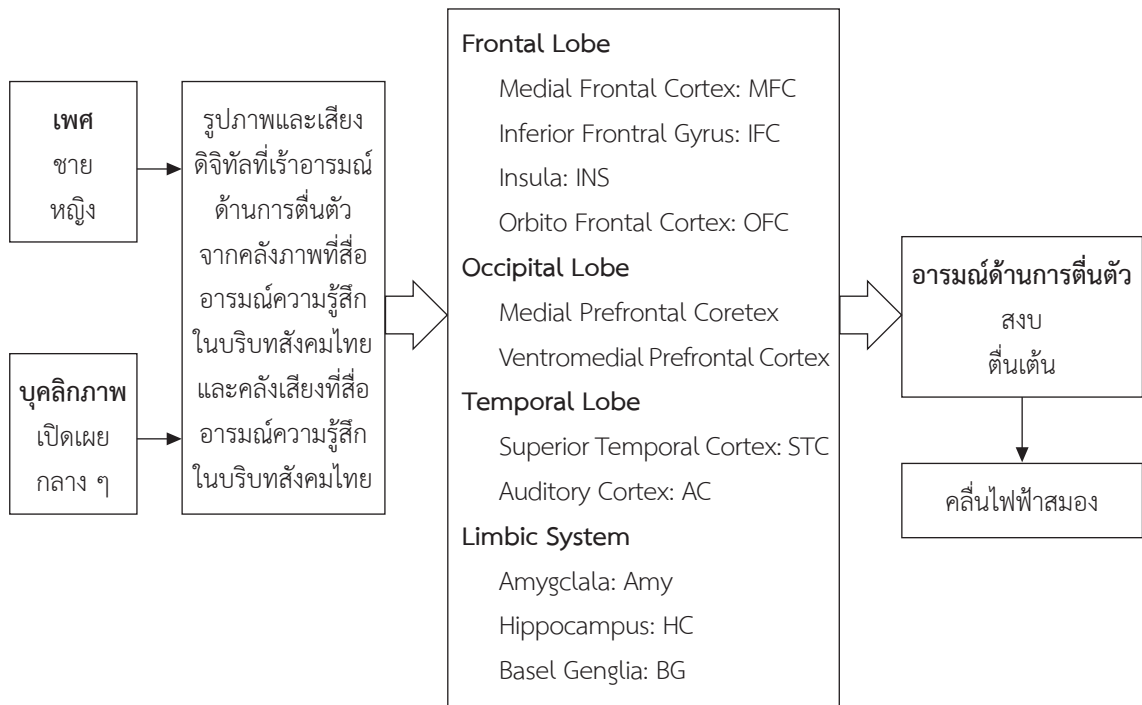 เพศ
ชาย
หญิง
บุคลิกภาพ
เปิดเผย
กลาง ๆ
รูปภาพและเสียง
ดิจิทัลที่เร้าอารมณ์
ด้านการตื่นตัว
จากคลังภาพที่สื่อ
อารมณ์ความรู้สึก
ในบริบทสังคมไทย
และคลังเสียงที่สื่อ
อารมณ์ความรู้สึก
ในบริบทสังคมไทย
Frontal Lobe
Medial Frontal Cortex: MFC
Inferior Frontral Gyrus: IFC
Insula: INS
Orbito Frontal Cortex: OFC
Occipital Lobe
Medial Prefrontal Coretex
Ventromedial Prefrontal Cortex
Temporal Lobe
Superior Temporal Cortex: STC
Auditory Cortex: AC
Limbic System
Amygclala: Amy
Hippocampus: HC
Basel Genglia: BG
อารมณ์ด้านการตื่นตัว
สงบ
ตื่นเต้น
คลื่นไฟฟ้าสมอง